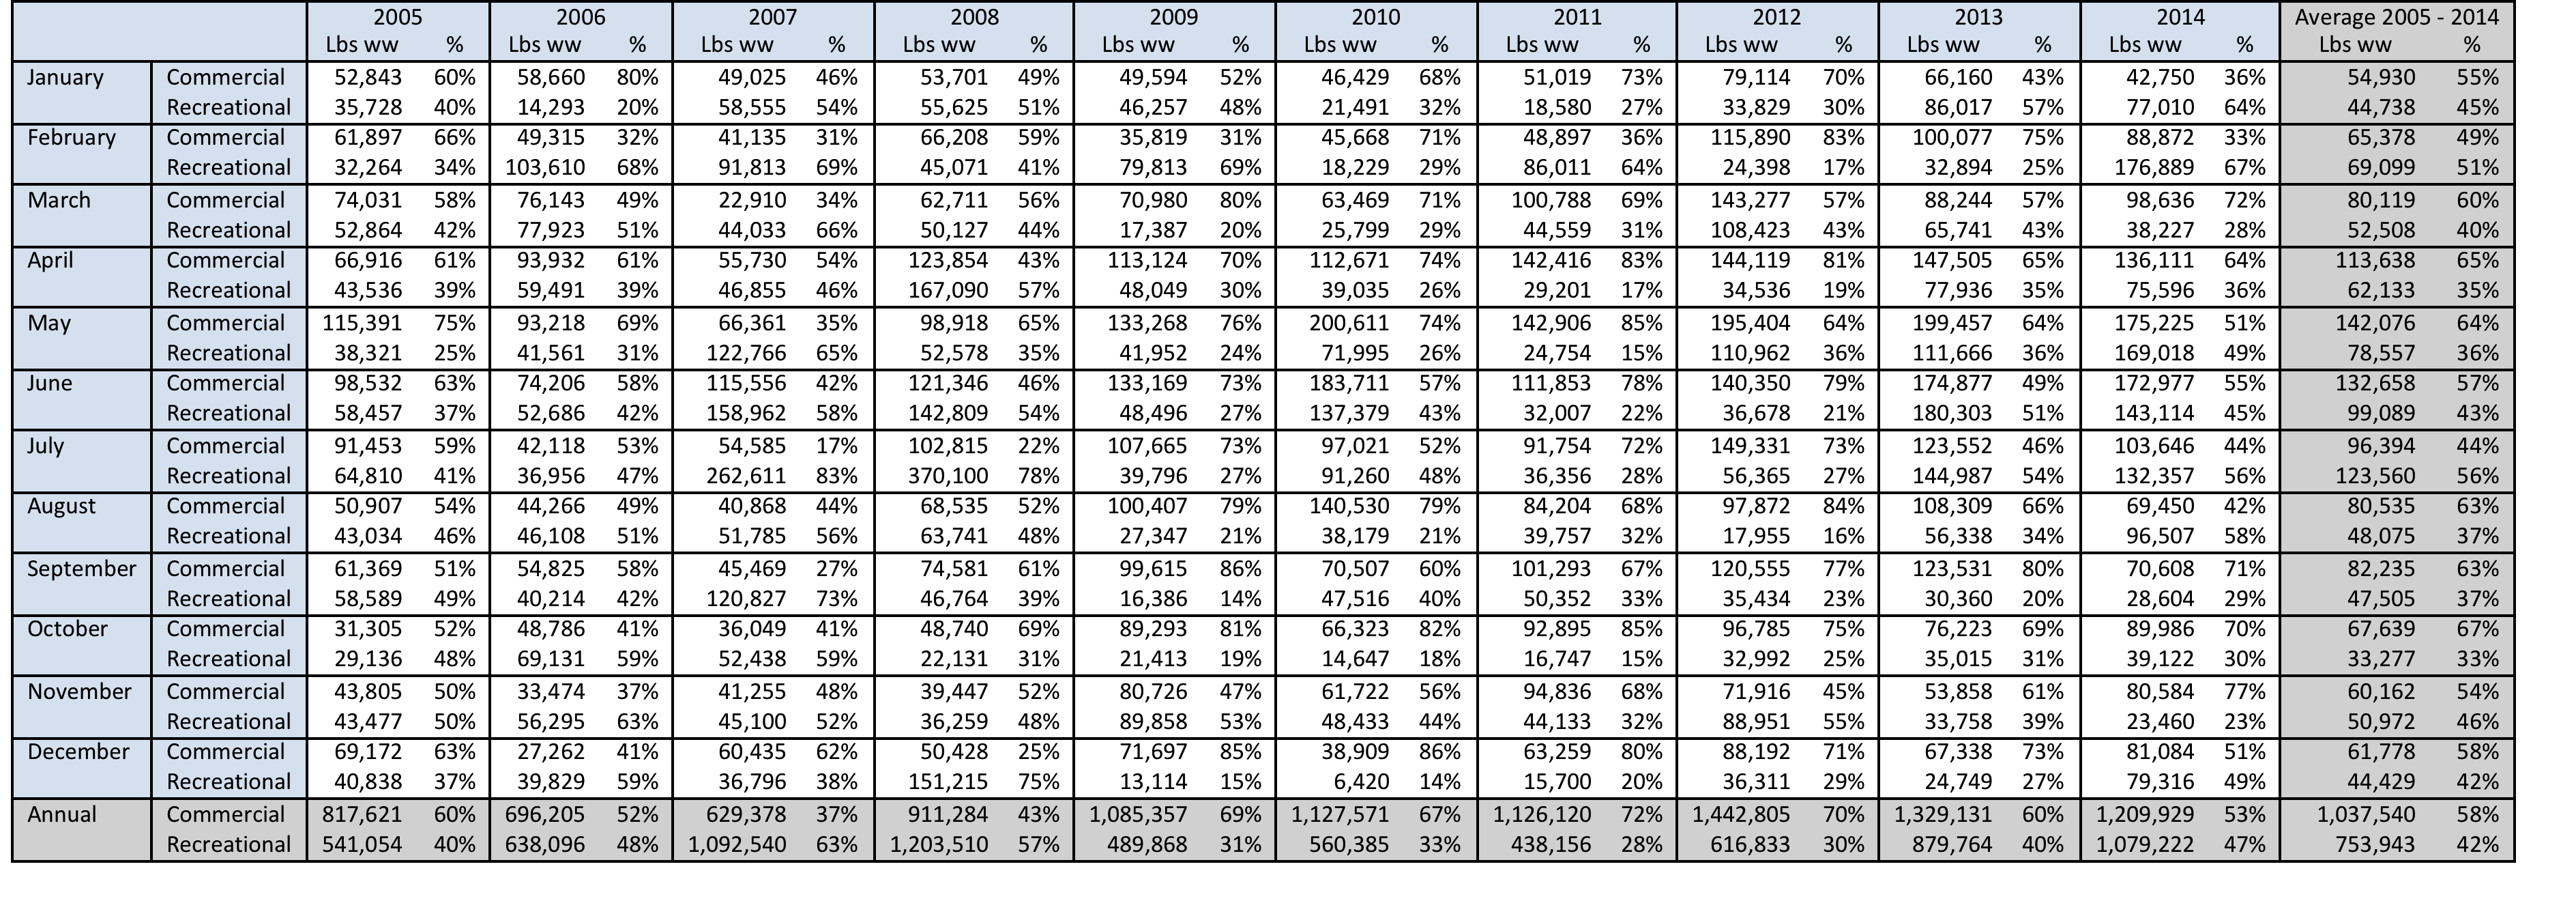 2005 2006 2007 2008 2009 2010 2011 2012 2013 2014 Average 2005 - 2014
Lbs ww % Lbs ww % Lbs ww % Lbs ww % Lbs ww % Lbs ww % Lbs ww % Lbs ww % Lbs ww % Lbs ww % Lbs ww %
January Commercial 52,843 60% 58,660 80% 49,025 46% 53,701 49% 49,594 52% 46,429 68% 51,019 73% 79,114 70% 66,160 43% 42,750 36% 54,930 55%
Recreational 35,728 40% 14,293 20% 58,555 54% 55,625 51% 46,257 48% 21,491 32% 18,580 27% 33,829 30% 86,017 57% 77,010 64% 44,738 45%
February Commercial 61,897 66% 49,315 32% 41,135 31% 66,208 59% 35,819 31% 45,668 71% 48,897 36% 115,890 83% 100,077 75% 88,872 33% 65,378 49%
Recreational 32,264 34% 103,610 68% 91,813 69% 45,071 41% 79,813 69% 18,229 29% 86,011 64% 24,398 17% 32,894 25% 176,889 67% 69,099 51%
March Commercial 74,031 58% 76,143 49% 22,910 34% 62,711 56% 70,980 80% 63,469 71% 100,788 69% 143,277 57% 88,244 57% 98,636 72% 80,119 60%
Recreational 52,864 42% 77,923 51% 44,033 66% 50,127 44% 17,387 20% 25,799 29% 44,559 31% 108,423 43% 65,741 43% 38,227 28% 52,508 40%
April Commercial 66,916 61% 93,932 61% 55,730 54% 123,854 43% 113,124 70% 112,671 74% 142,416 83% 144,119 81% 147,505 65% 136,111 64% 113,638 65%
Recreational 43,536 39% 59,491 39% 46,855 46% 167,090 57% 48,049 30% 39,035 26% 29,201 17% 34,536 19% 77,936 35% 75,596 36% 62,133 35%
May Commercial 115,391 75% 93,218 69% 66,361 35% 98,918 65% 133,268 76% 200,611 74% 142,906 85% 195,404 64% 199,457 64% 175,225 51% 142,076 64%
Recreational 38,321 25% 41,561 31% 122,766 65% 52,578 35% 41,952 24% 71,995 26% 24,754 15% 110,962 36% 111,666 36% 169,018 49% 78,557 36%
June Commercial 98,532 63% 74,206 58% 115,556 42% 121,346 46% 133,169 73% 183,711 57% 111,853 78% 140,350 79% 174,877 49% 172,977 55% 132,658 57%
Recreational 58,457 37% 52,686 42% 158,962 58% 142,809 54% 48,496 27% 137,379 43% 32,007 22% 36,678 21% 180,303 51% 143,114 45% 99,089 43%
July Commercial 91,453 59% 42,118 53% 54,585 17% 102,815 22% 107,665 73% 97,021 52% 91,754 72% 149,331 73% 123,552 46% 103,646 44% 96,394 44%
Recreational 64,810 41% 36,956 47% 262,611 83% 370,100 78% 39,796 27% 91,260 48% 36,356 28% 56,365 27% 144,987 54% 132,357 56% 123,560 56%
August Commercial 50,907 54% 44,266 49% 40,868 44% 68,535 52% 100,407 79% 140,530 79% 84,204 68% 97,872 84% 108,309 66% 69,450 42% 80,535 63%
Recreational 43,034 46% 46,108 51% 51,785 56% 63,741 48% 27,347 21% 38,179 21% 39,757 32% 17,955 16% 56,338 34% 96,507 58% 48,075 37%
September Commercial 61,369 51% 54,825 58% 45,469 27% 74,581 61% 99,615 86% 70,507 60% 101,293 67% 120,555 77% 123,531 80% 70,608 71% 82,235 63%
Recreational 58,589 49% 40,214 42% 120,827 73% 46,764 39% 16,386 14% 47,516 40% 50,352 33% 35,434 23% 30,360 20% 28,604 29% 47,505 37%
October Commercial 31,305 52% 48,786 41% 36,049 41% 48,740 69% 89,293 81% 66,323 82% 92,895 85% 96,785 75% 76,223 69% 89,986 70% 67,639 67%
Recreational 29,136 48% 69,131 59% 52,438 59% 22,131 31% 21,413 19% 14,647 18% 16,747 15% 32,992 25% 35,015 31% 39,122 30% 33,277 33%
November Commercial 43,805 50% 33,474 37% 41,255 48% 39,447 52% 80,726 47% 61,722 56% 94,836 68% 71,916 45% 53,858 61% 80,584 77% 60,162 54%
Recreational 43,477 50% 56,295 63% 45,100 52% 36,259 48% 89,858 53% 48,433 44% 44,133 32% 88,951 55% 33,758 39% 23,460 23% 50,972 46%
December Commercial 69,172 63% 27,262 41% 60,435 62% 50,428 25% 71,697 85% 38,909 86% 63,259 80% 88,192 71% 67,338 73% 81,084 51% 61,778 58%
Recreational 40,838 37% 39,829 59% 36,796 38% 151,215 75% 13,114 15% 6,420 14% 15,700 20% 36,311 29% 24,749 27% 79,316 49% 44,429 42%
Annual Commercial 817,621 60% 696,205 52% 629,378 37% 911,284 43% 1,085,357 69% 1,127,571 67% 1,126,120 72% 1,442,805 70% 1,329,131 60% 1,209,929 53% 1,037,540 58%
Recreational 541,054 40% 638,096 48% 1,092,540 63% 1,203,510 57% 489,868 31% 560,385 33% 438,156 28% 616,833 30% 879,764 40% 1,079,222 47% 753,943 42%